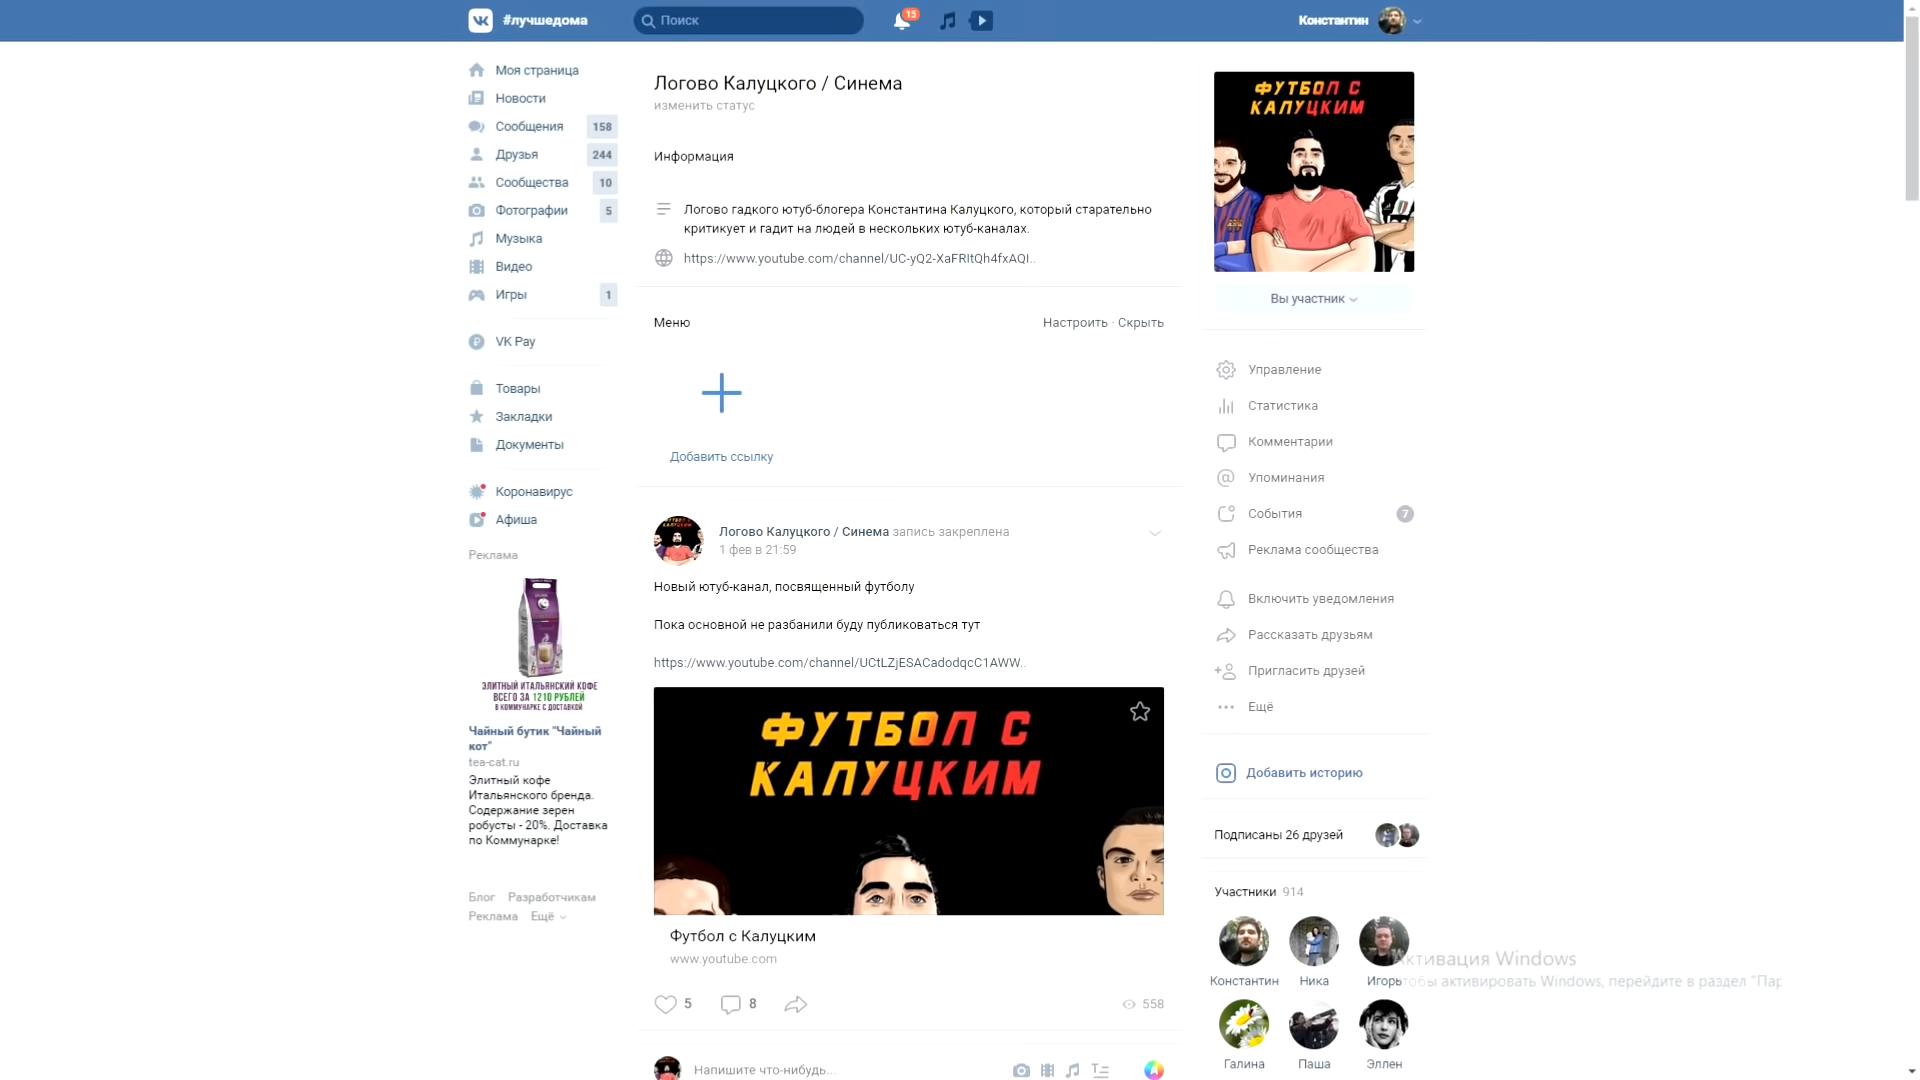 #лучшедома
Поиск
15
Константин
Моя страница
Новости
Сообщения 158
Друзья 244
Сообщества 10
Фотографии 5
Музыка
Видео
Игры 1
VK Pay
Товары
Закладки
Документы
Коронавирус
Афиша
Реклама
ЭЛИТНЫЙ ИТАЛЬЯНСКИЙ КОФЕ
ВСЕГО ЗА 1210 РУБЛЕЙ
В КОММУНАРКЕ С ДОСТАВКОЙ
Чайный бутик "Чайный
кот"
tea-cat.ru
Элитный кофе
Итальянского бренда.
Содержание зерен
робусты - 20%. Доставка
по Коммунарке!
Блог Разработчикам
Реклама Ещё
Логово Калуцкого / Синема
изменить статус
Информация
Логово гадкого ютуб-блогера Константина Калуцкого, который старательно
критикует и гадит на людей в нескольких ютуб-каналах.
https://www.youtube.com/channel/UC-yQ2-XaFRItQh4fxAQI..
Меню
Настроить · Скрыть
Добавить ссылку
Логово Калуцкого / Синема запись закреплена
1 фев в 21:59
Новый ютуб-канал, посвященный футболу
Пока основной не разбанили буду публиковаться тут
https://www.youtube.com/channel/UCtLZjESACadodqcC1AWW..
ФУТБОЛ С
КАЛУЦКИМ
Футбол с Калуцким
www.youtube.com
5 8 558
Напишите что-нибудь...
ФУТБОЛ С
КАЛУЦКИМ
Вы участник
Управление
Статистика
Комментарии
Упоминания
События 7
Реклама сообщества
Включить уведомления
Рассказать друзьям
Пригласить друзей
Ещё
Добавить историю
Подписаны 26 друзей
Участники 914
Константин Ника Игорь
Галина Паша Эллен
Активация Windows
Чтобы активировать Windows, перейдите в раздел "Пар